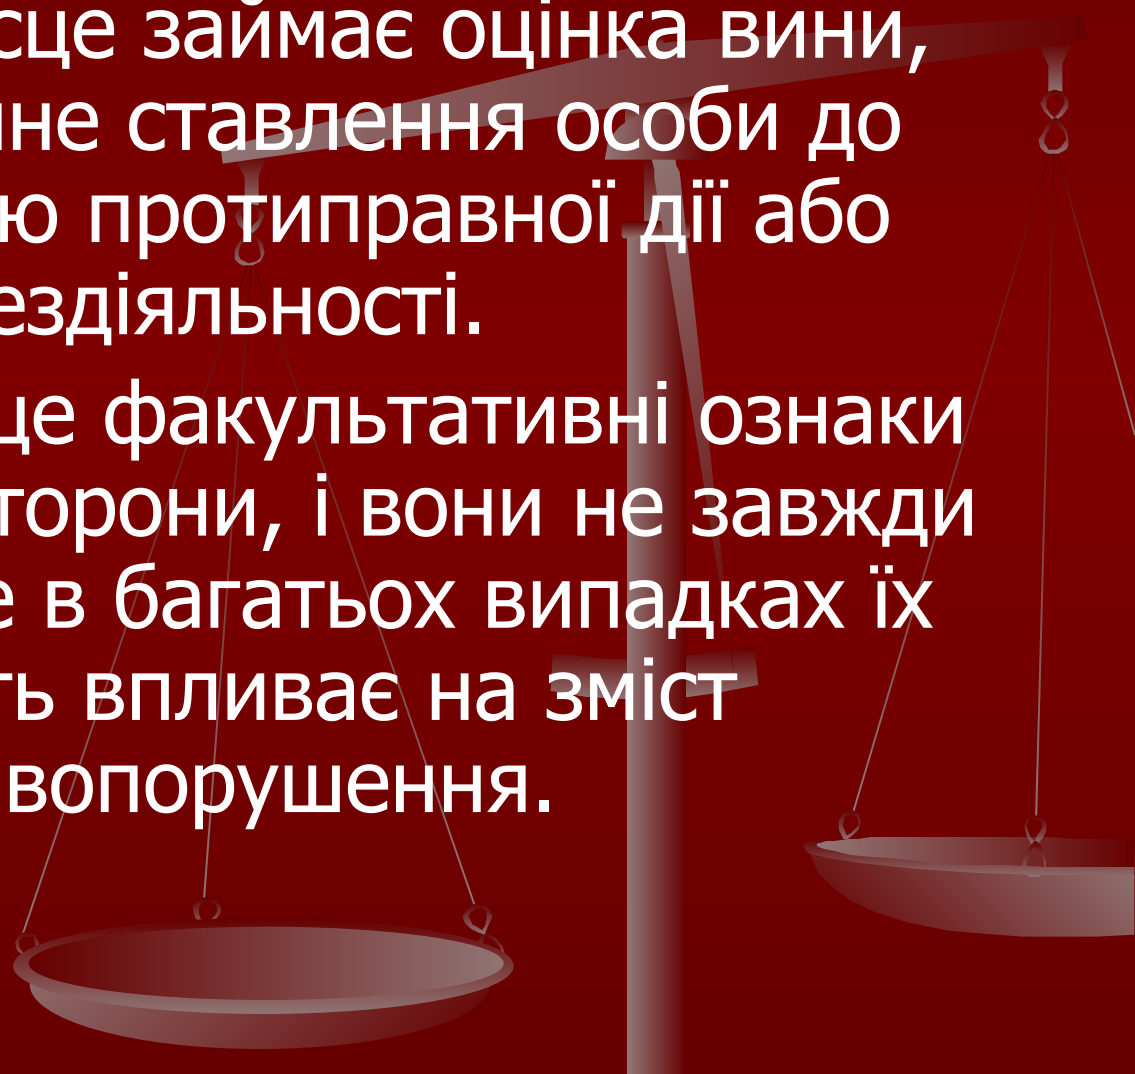 сце займає оцінка вини,
не ставлення особи до
ю протиправної дії або
ездіяльності.
це факультативні ознаки
торони, і вони не завжди
е в багатьох випадках їх
ть впливає на зміст
вопорушення.